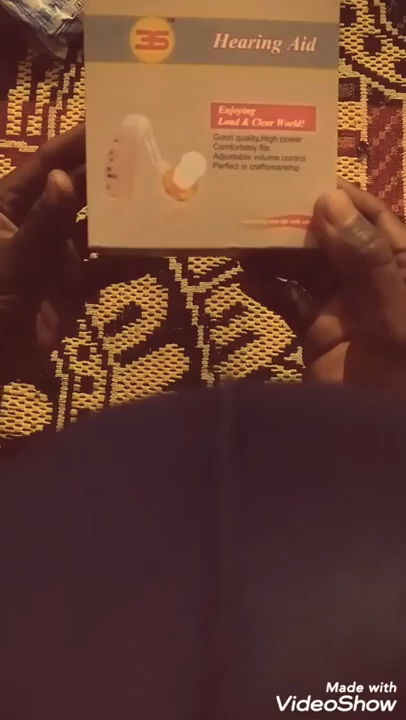 3S
Hearing Aid
Enjoying
Loud & Clear World!
Good quality,High power
Comfortably fits
Adjustable volume control
Perfect in craftsmanship
Made with
VideoShow